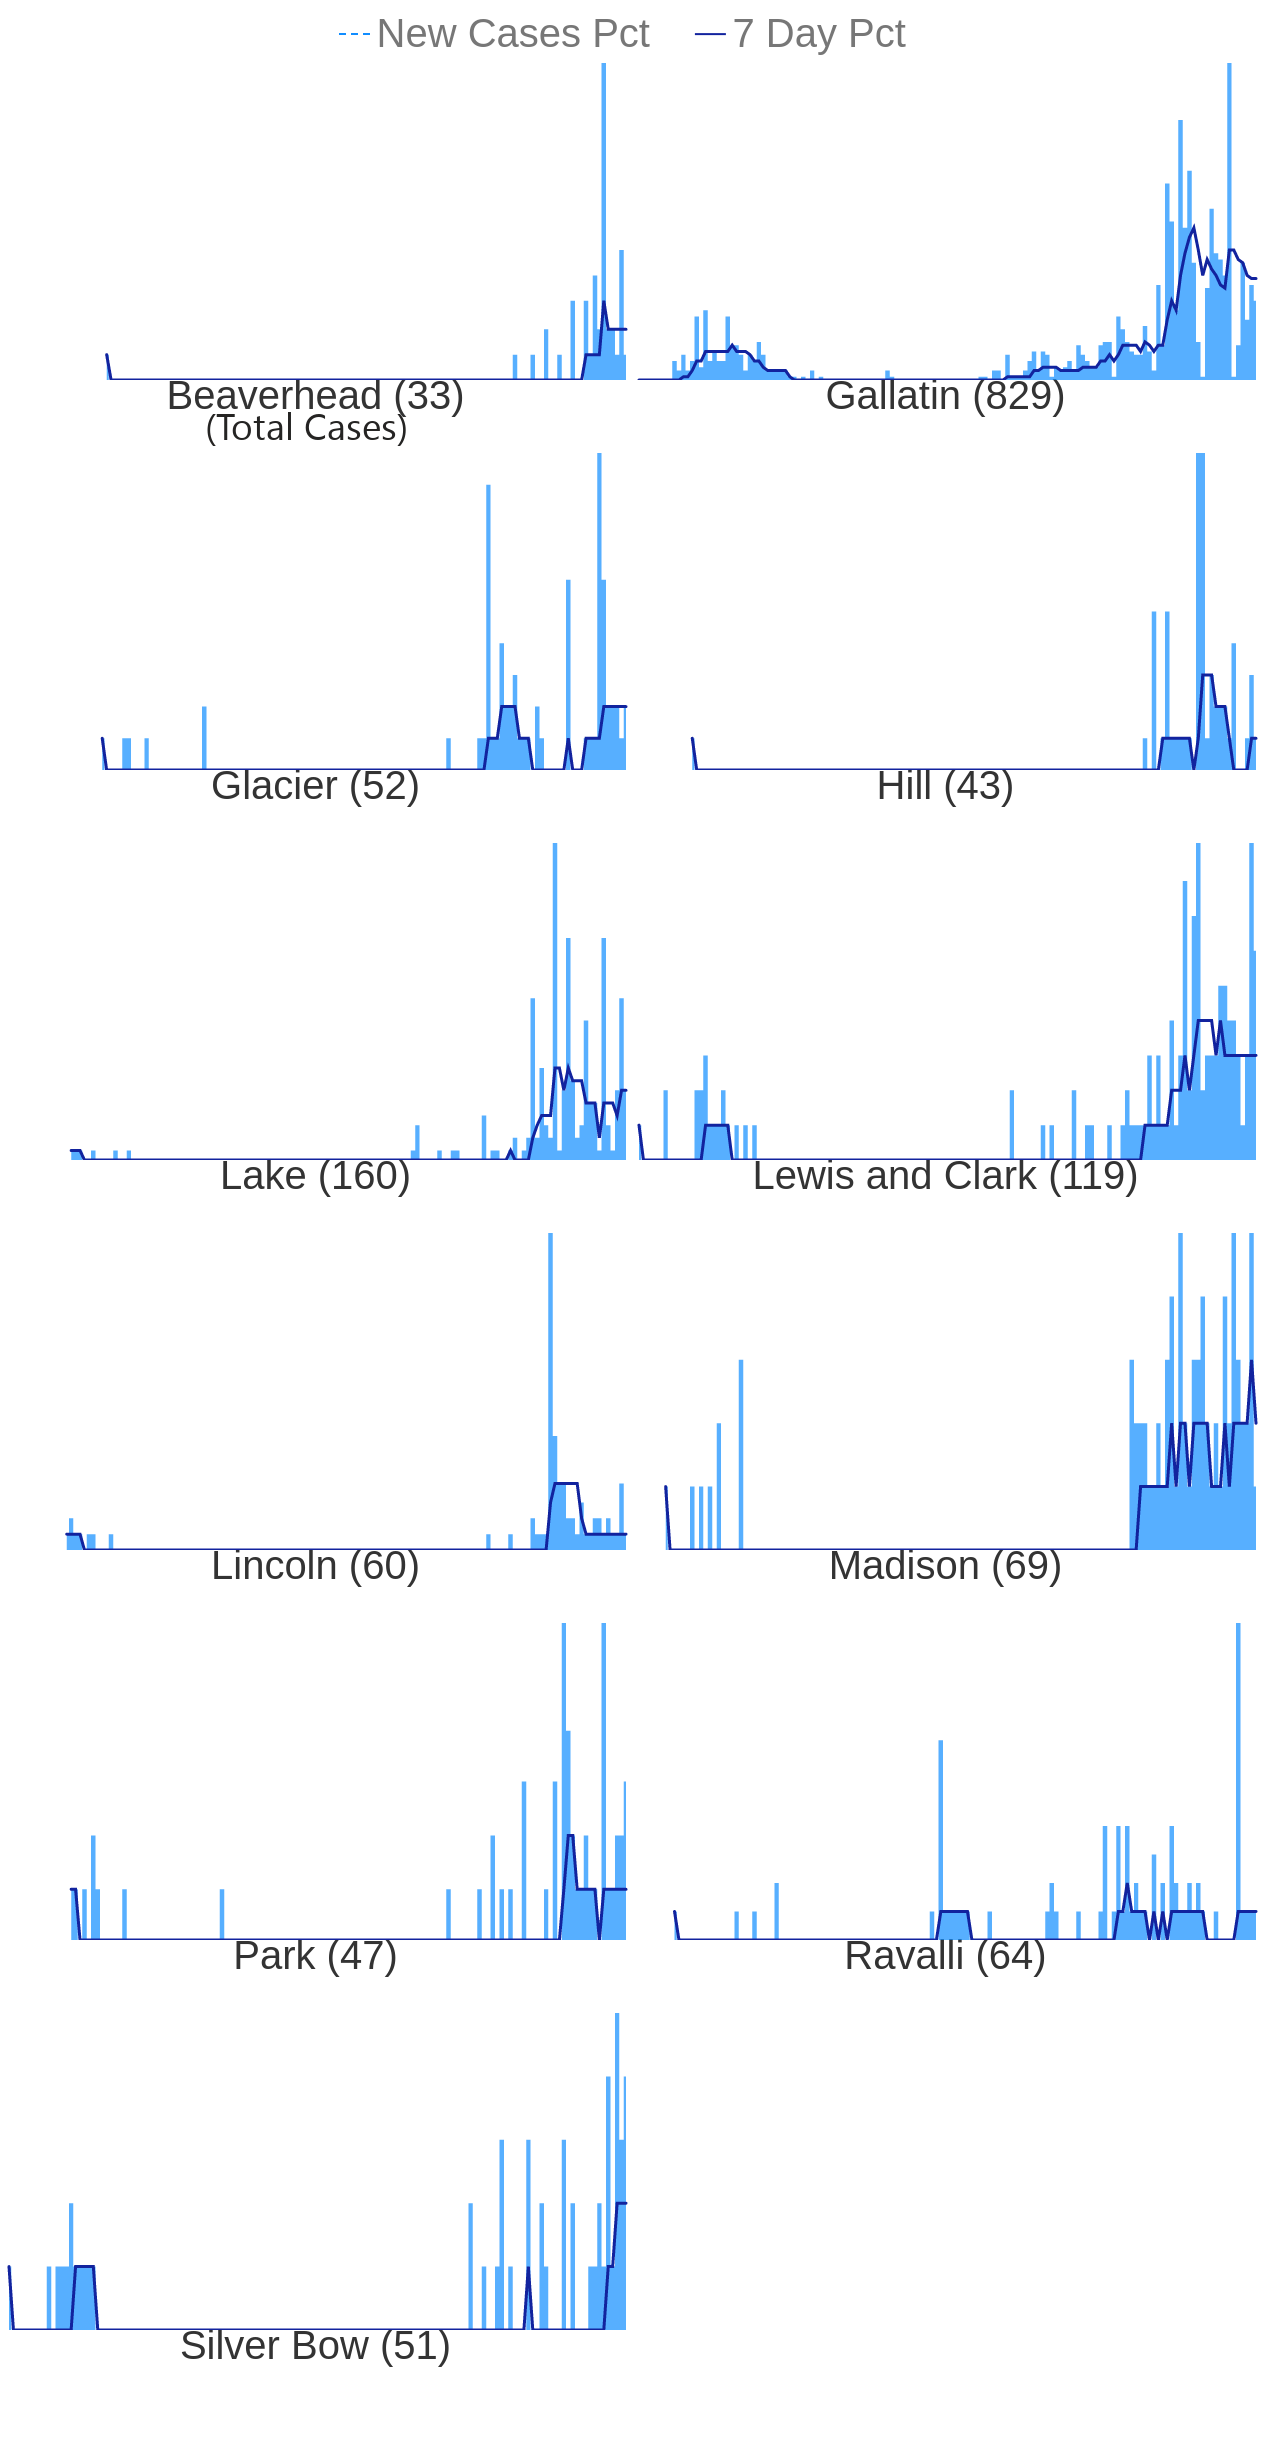 New Cases Pct 7 Day Pct
Beaverhead (33) Gallatin (829)
(Total Cases)
Glacier (52) Hill (43)
Lake (160) Lewis and Clark (119)
Lincoln (60) Madison (69)
Park (47) Ravalli (64)
Silver Bow (51)